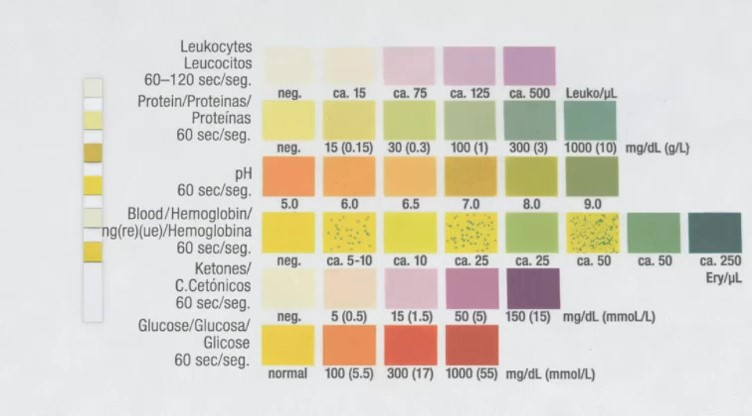 Leukocytes
Leucocitos
60–120 sec/seg.
neg. ca. 15 ca. 75 ca. 125 ca. 500 Leuko/µL
Protein/Proteinas/
Proteínas
60 sec/seg.
neg. 15 (0.15) 30 (0.3) 100 (1) 300 (3) 1000 (10) mg/dL (g/L)
pH
60 sec/seg.
5.0 6.0 6.5 7.0 8.0 9.0
Blood/Hemoglobin/
ng(re)(ue)/Hemoglobina
60 sec/seg.
neg. ca. 5-10 ca. 10 ca. 25 ca. 25 ca. 50 ca. 50 ca. 250
Ery/µL
Ketones/
C.Cetónicos
60 sec/seg.
neg. 5 (0.5) 15 (1.5) 50 (5) 150 (15) mg/dL (mmoL/L)
Glucose/Glucosa/
Glicose
60 sec/seg.
normal 100 (5.5) 300 (17) 1000 (55) mg/dL (mmol/L)